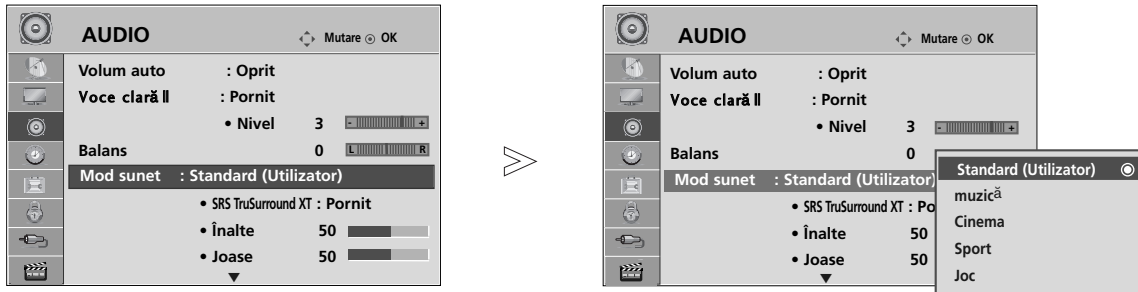 AUDIO Mutare OK
Volum auto : Oprit
Voce clară II : Pornit
• Nivel 3 - +
Balans 0 L R
Mod sunet : Standard (Utilizator)
• SRS TruSurround XT : Pornit
• Înalte 50
• Joase 50
AUDIO Mutare OK
Volum auto : Oprit
Voce clară II : Pornit
• Nivel 3 - +
Balans 0
Mod sunet : Standard (Utilizator)
• SRS TruSurround XT : Po
• Înalte 50
• Joase 50
Standard (Utilizator)
muzică
Cinema
Sport
Joc